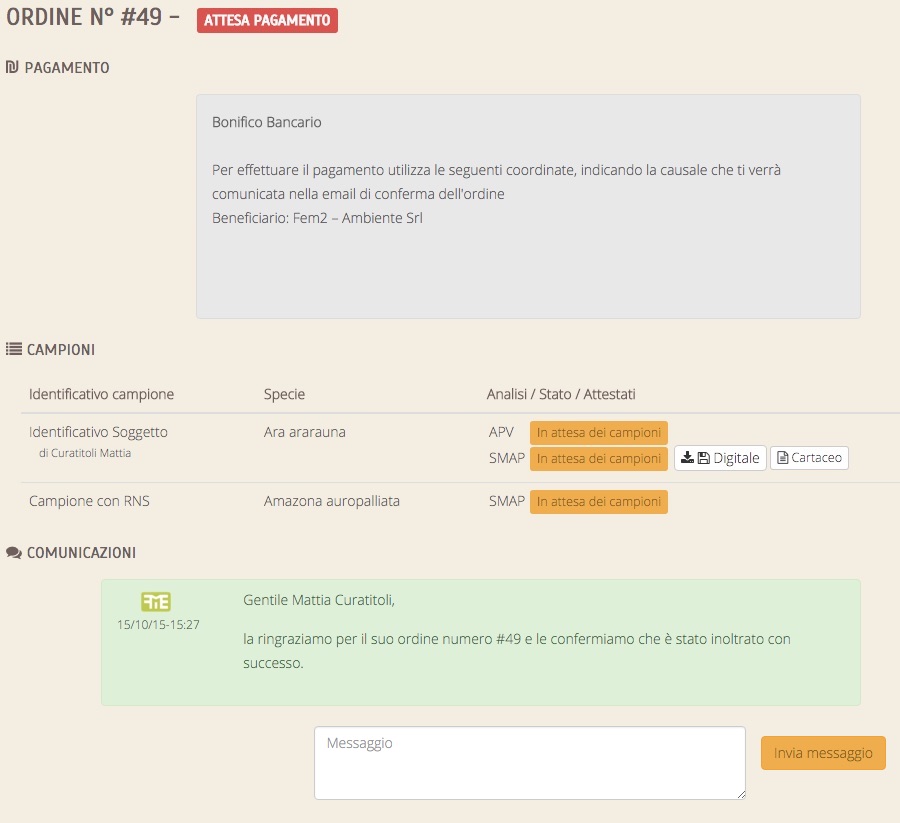 ORDINE N° #49 – ATTESA PAGAMENTO
PAGAMENTO
Bonifico Bancario
Per effettuare il pagamento utilizza le seguenti coordinate, indicando la causale che ti verrà
comunicata nella email di conferma dell'ordine
Beneficiario: Fem2 – Ambiente Srl
CAMPIONI
Identificativo campione Specie Analisi / Stato / Attestati
Identificativo Soggetto Ara ararauna APV In attesa dei campioni
di Curatitoli Mattia SMAP In attesa dei campioni Digitale Cartaceo
Campione con RNS Amazona auropalliata SMAP In attesa dei campioni
COMUNICAZIONI
FME Gentile Mattia Curatitoli,
15/10/15-15:27
la ringraziamo per il suo ordine numero #49 e le confermiamo che è stato inoltrato con
successo.
Messaggio
Invia messaggio